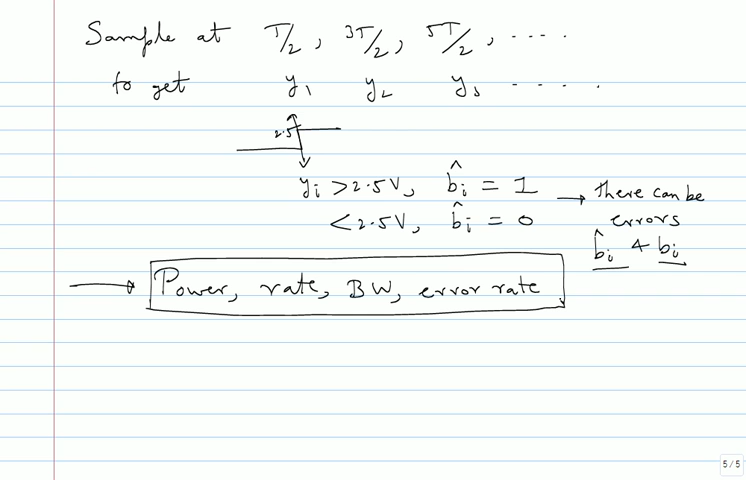 Sample at T/2, 3T/2, 5T/2, ....
to get y1 y2 y3 .....
2.5
yi > 2.5V, b̂i = 1 → there can be
< 2.5V, b̂i = 0 errors
b̂i & bi
→ Power, rate, BW, error rate
5/5